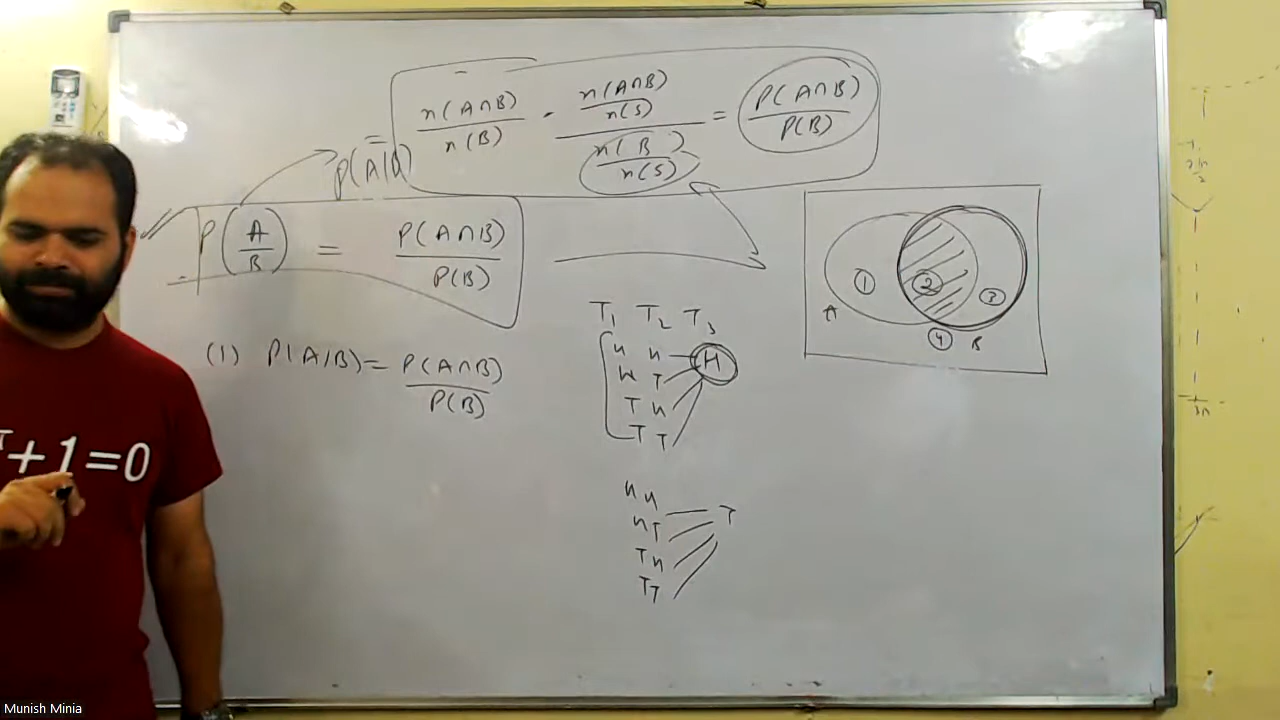 = n(A∩B)/n(B) - (n(A∩B)/n(S))/(n(B)/n(S)) = P(A∩B)/P(B)
P(A|B)
P(A/B) = P(A∩B)/P(B)
① ② ③
A
④ B
T₁ T₂ T₃
H H H
H T
T H
T T
(1) P(A/B) = P(A∩B)/P(B)
+1=0
H H
H T T
T H
T T
Munish Minia